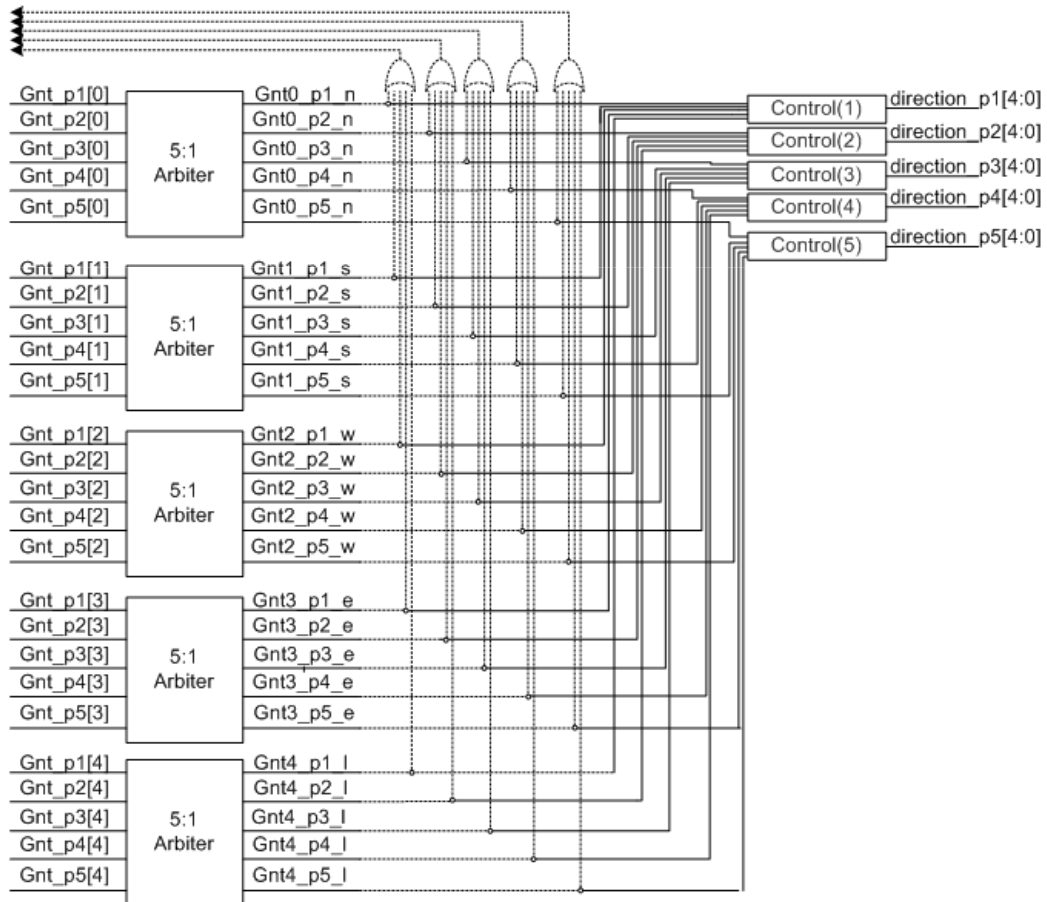 Gnt_p1[0] Gnt0_p1_n Control(1) direction_p1[4:0]
Gnt_p2[0] Gnt0_p2_n Control(2) direction_p2[4:0]
Gnt_p3[0] 5:1 Gnt0_p3_n Control(3) direction_p3[4:0]
Gnt_p4[0] Arbiter Gnt0_p4_n Control(4) direction_p4[4:0]
Gnt_p5[0] Gnt0_p5_n Control(5) direction_p5[4:0]
Gnt_p1[1] Gnt1_p1_s
Gnt_p2[1] Gnt1_p2_s
Gnt_p3[1] 5:1 Gnt1_p3_s
Gnt_p4[1] Arbiter Gnt1_p4_s
Gnt_p5[1] Gnt1_p5_s
Gnt_p1[2] Gnt2_p1_w
Gnt_p2[2] Gnt2_p2_w
Gnt_p3[2] 5:1 Gnt2_p3_w
Gnt_p4[2] Arbiter Gnt2_p4_w
Gnt_p5[2] Gnt2_p5_w
Gnt_p1[3] Gnt3_p1_e
Gnt_p2[3] Gnt3_p2_e
Gnt_p3[3] 5:1 Gnt3_p3_e
Gnt_p4[3] Arbiter Gnt3_p4_e
Gnt_p5[3] Gnt3_p5_e
Gnt_p1[4] Gnt4_p1_l
Gnt_p2[4] Gnt4_p2_l
Gnt_p3[4] 5:1 Gnt4_p3_l
Gnt_p4[4] Arbiter Gnt4_p4_l
Gnt_p5[4] Gnt4_p5_l